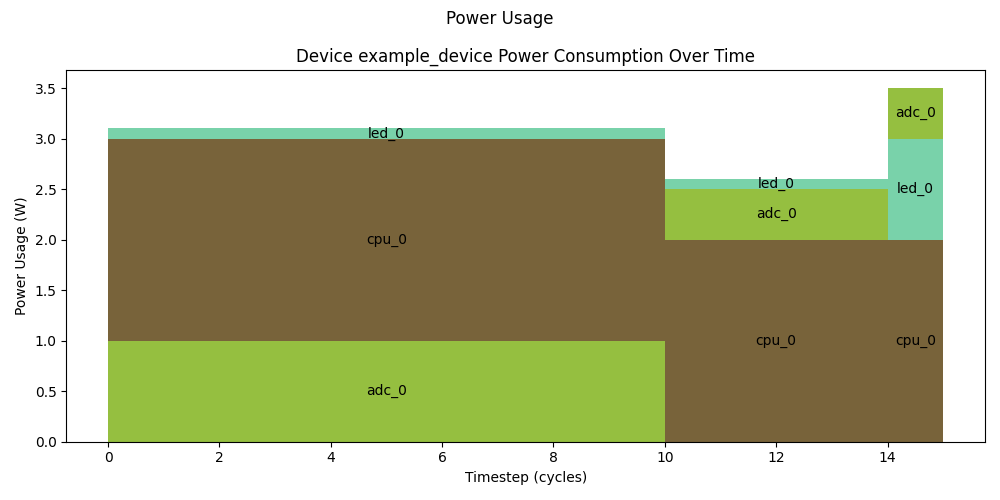 Power Usage
Device example_device Power Consumption Over Time
Power Usage (W)
3.5
3.0
2.5
2.0
1.5
1.0
0.5
0.0
led_0
cpu_0
adc_0
led_0
adc_0
cpu_0
adc_0
led_0
cpu_0
0 2 4 6 8 10 12 14
Timestep (cycles)